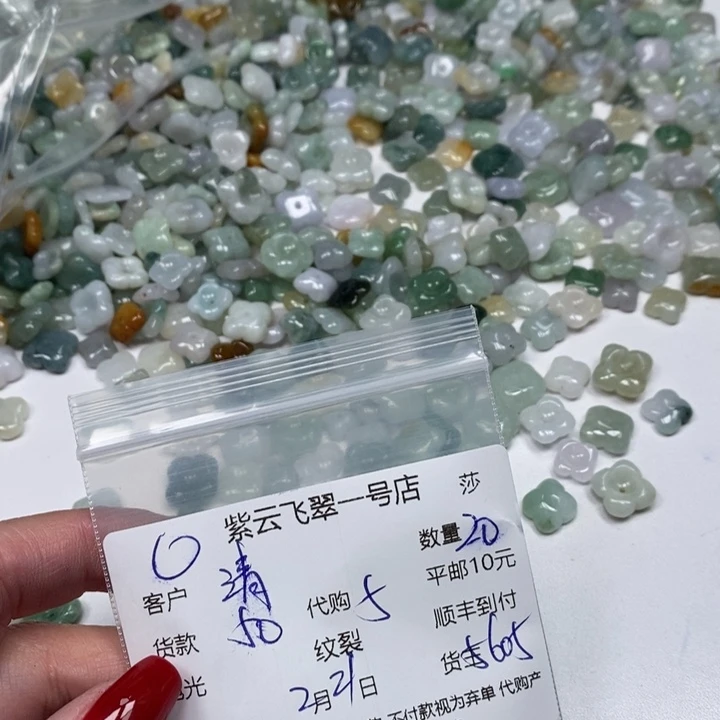 紫云飞翠一号店 莎
数量 20
平邮10元
客户 清 代购 5 顺丰到付
货款 50 纹裂
光 2月21日
不付款视为弃单 代购产